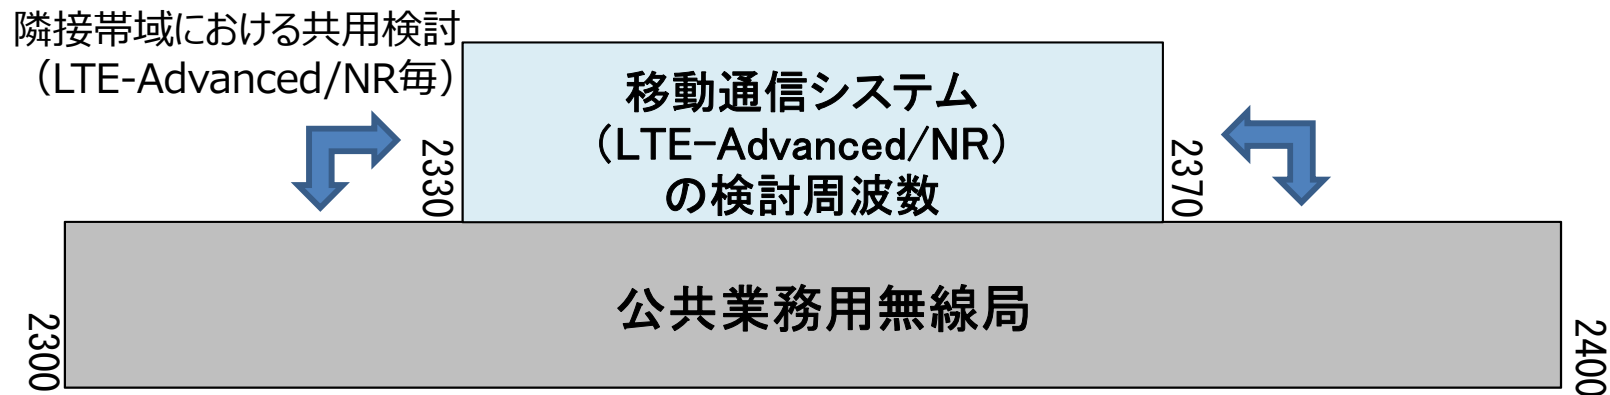 隣接帯域における共用検討
（LTE-Advanced/NR毎）
移動通信システム
（LTE-Advanced/NR）
の検討周波数
2330
2370
公共業務用無線局
2300
2400